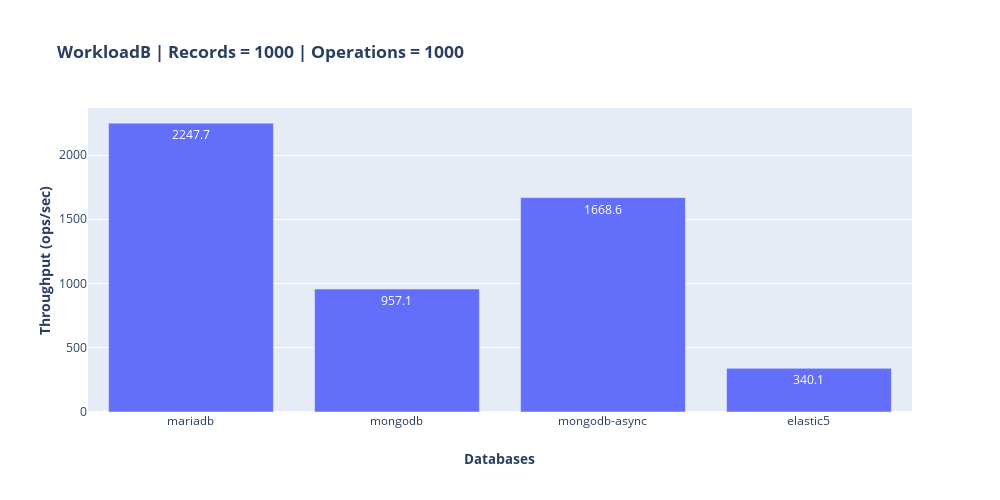 WorkloadB | Records = 1000 | Operations = 1000
Throughput (ops/sec)
2000
1500
1000
500
0
2247.7
957.1
1668.6
340.1
mariadb
mongodb
mongodb-async
elastic5
Databases